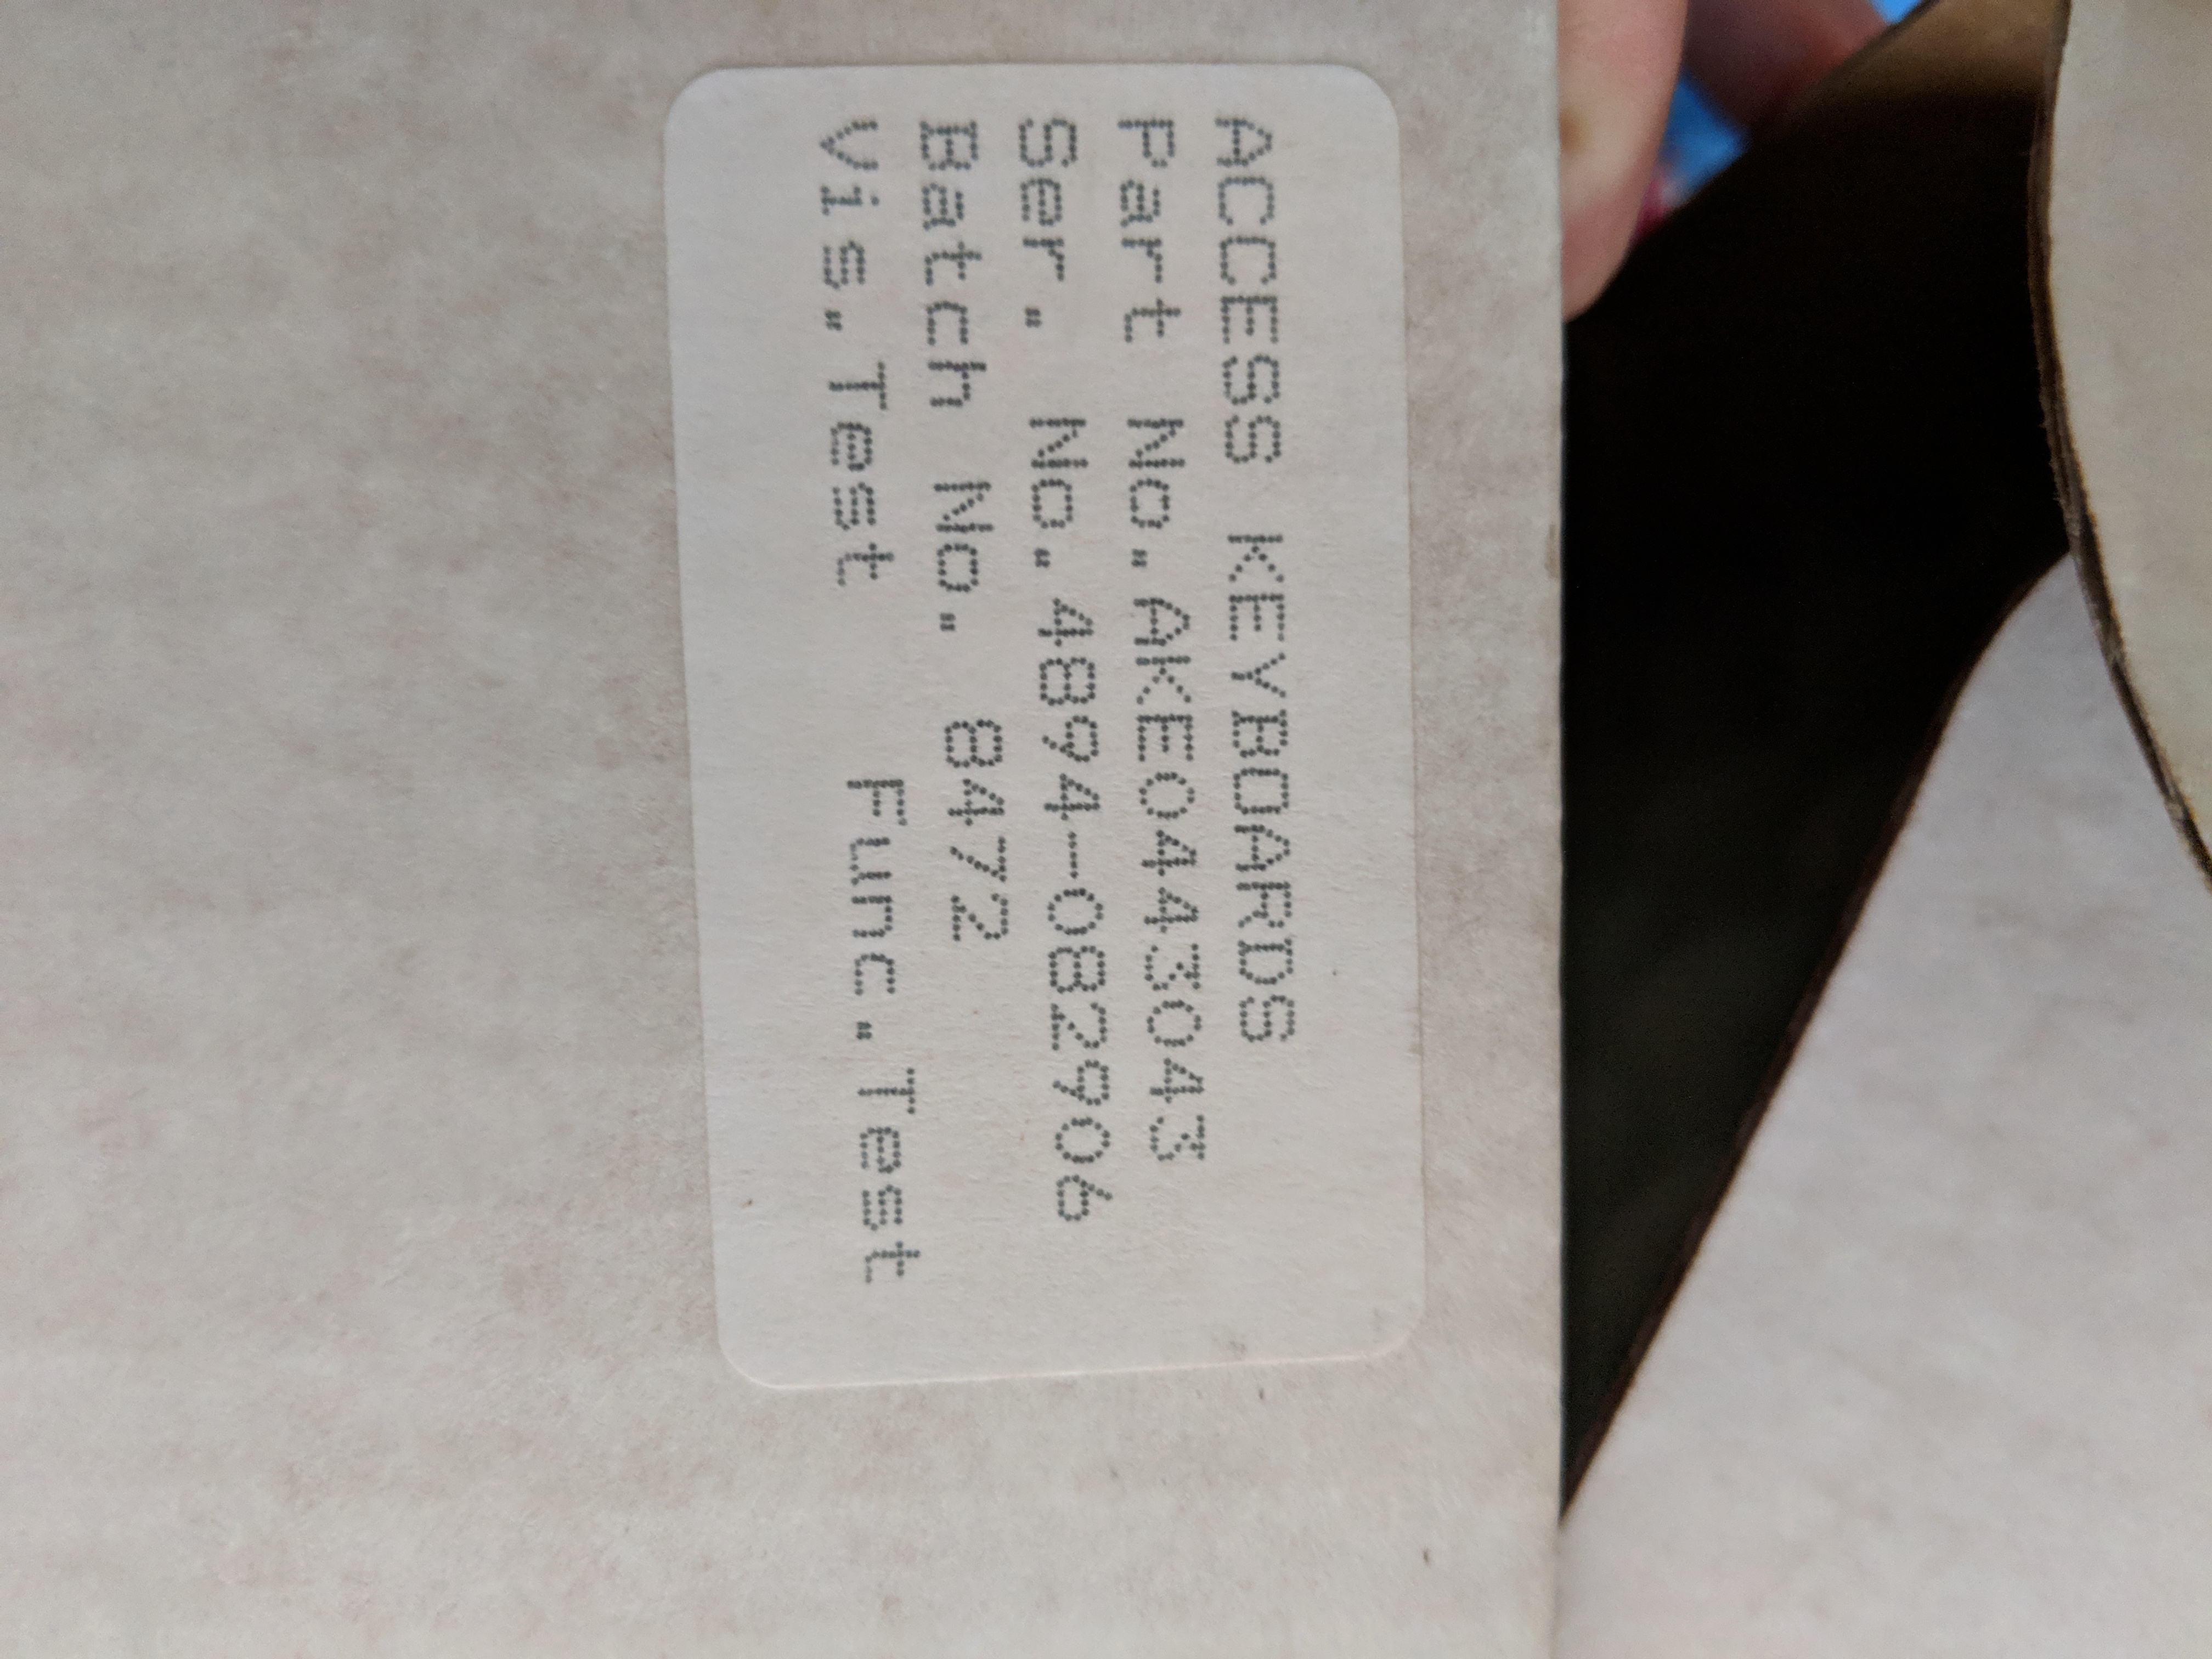 ACCESS KEYBOARDS
Part No.AKE0443043
Ser. No.4894-082906
Batch No. 8472
Vis.Test Func.Test